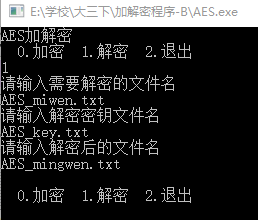 E:\学校\大三下\加解密程序-B\AES.exe
AES加解密
0.加密 1.解密 2.退出
1
请输入需要解密的文件名
AES_miwen.txt
请输入解密密钥文件名
AES_key.txt
请输入解密后的文件名
AES_mingwen.txt
0.加密 1.解密 2.退出